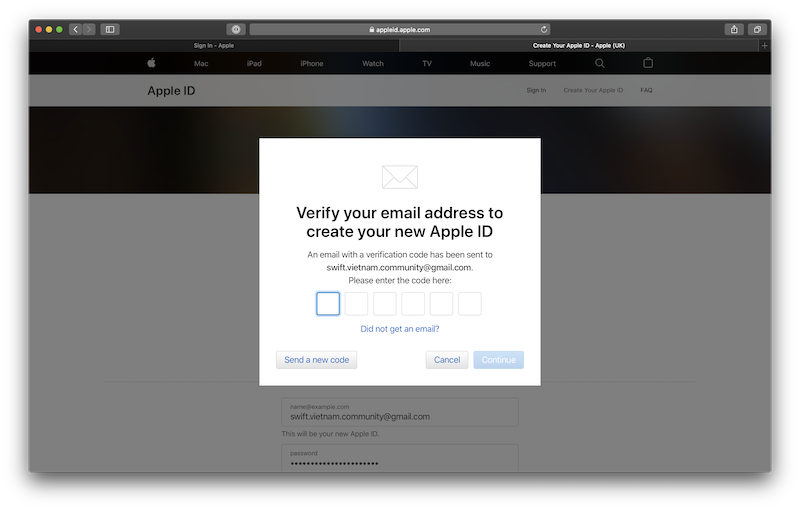 appleid.apple.com
Sign In – Apple
Create Your Apple ID – Apple (UK)
Mac iPad iPhone Watch TV Music Support
Apple ID
Sign In Create Your Apple ID FAQ
Verify your email address to
create your new Apple ID
An email with a verification code has been sent to
swift.vietnam.community@gmail.com.
Please enter the code here:
Did not get an email?
Send a new code Cancel Continue
name@example.com
swift.vietnam.community@gmail.com
This will be your new Apple ID.
password